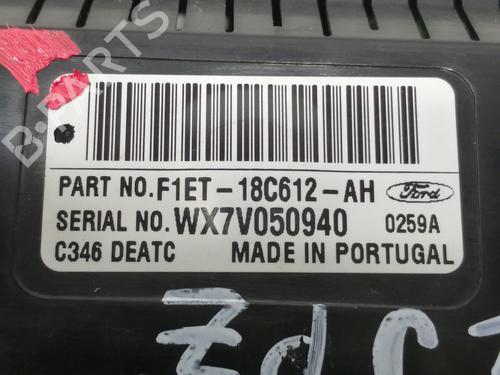 B-PARTS
PART NO.F1ET-18C612-AH Ford
SERIAL NO.WX7V050940 0259A
C346 DEATC MADE IN PORTUGAL